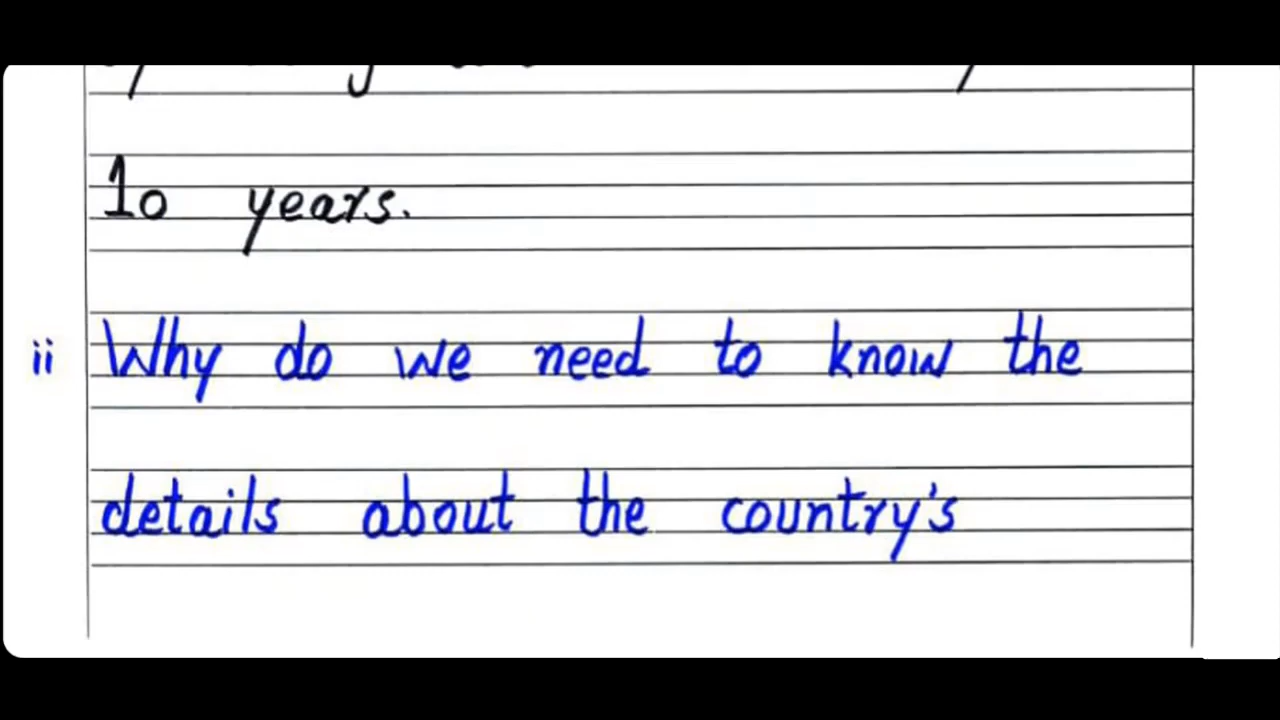 10 years.
ii Why do we need to know the
details about the country's